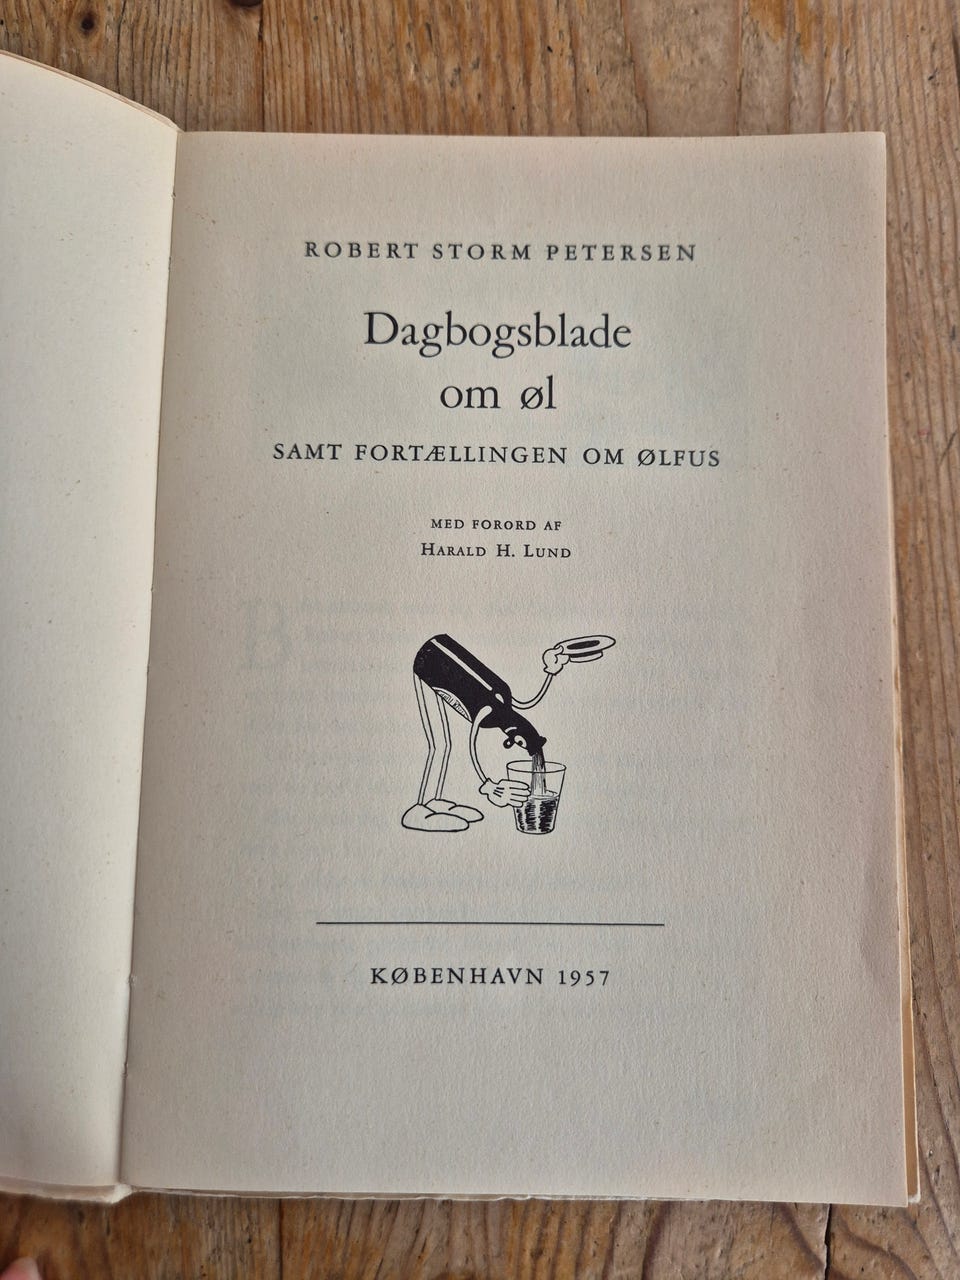 ROBERT STORM PETERSEN
Dagbogsblade
om øl
SAMT FORTÆLLINGEN OM ØLFUS
MED FORORD AF
HARALD H. LUND
KØBENHAVN 1957